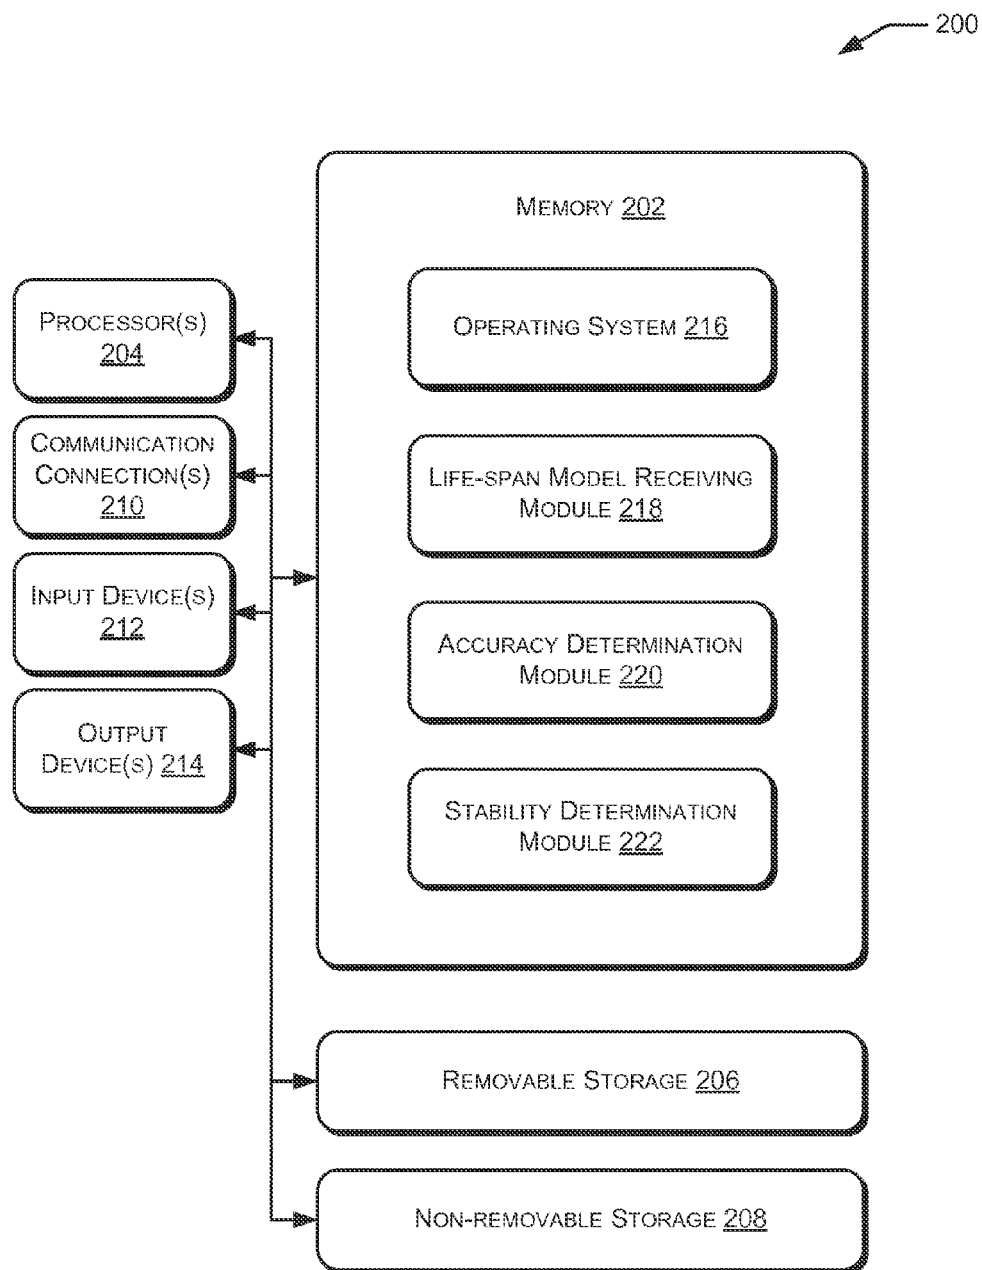 200
MEMORY 202
OPERATING SYSTEM 216
LIFE-SPAN MODEL RECEIVING
MODULE 218
ACCURACY DETERMINATION
MODULE 220
STABILITY DETERMINATION
MODULE 222
PROCESSOR(S)
204
COMMUNICATION
CONNECTION(S)
210
INPUT DEVICE(S)
212
OUTPUT
DEVICE(S) 214
REMOVABLE STORAGE 206
NON-REMOVABLE STORAGE 208